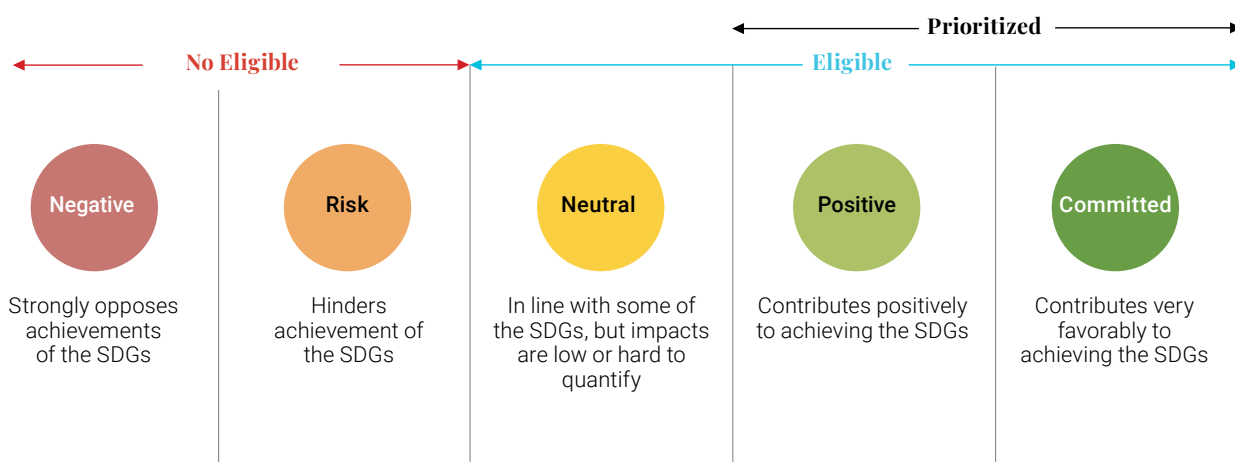 Prioritized
No Eligible
Eligible
Negative
Risk
Neutral
Positive
Committed
Strongly opposes
achievements
of the SDGs
Hinders
achievement of
the SDGs
In line with some of
the SDGs, but impacts
are low or hard to
quantify
Contributes positively
to achieving the SDGs
Contributes very
favorably to
achieving the SDGs